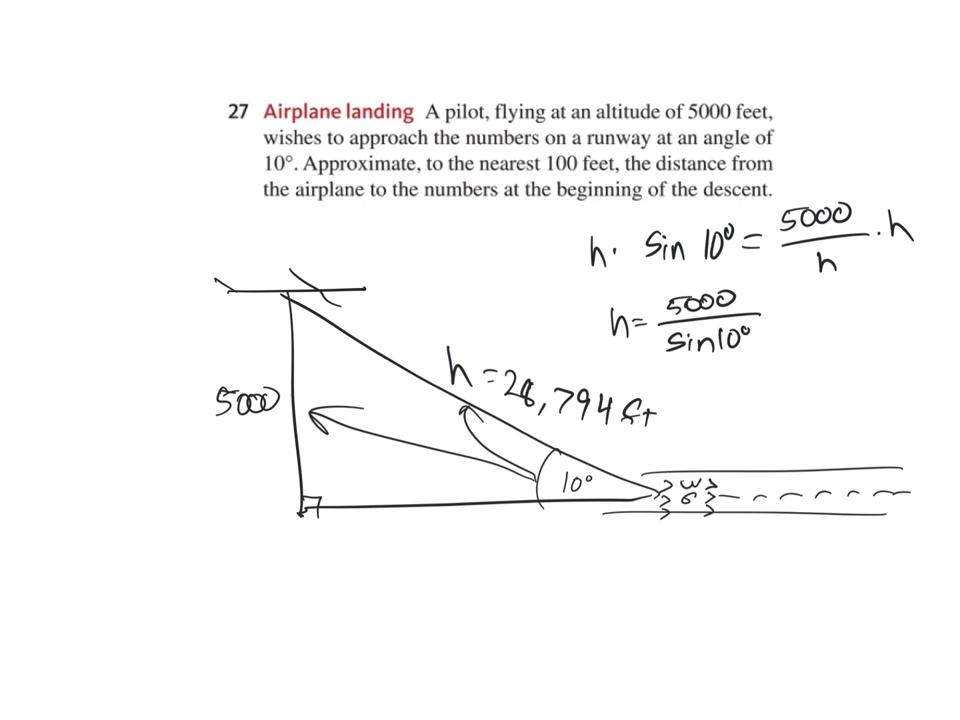 27 Airplane landing A pilot, flying at an altitude of 5000 feet,
wishes to approach the numbers on a runway at an angle of
10°. Approximate, to the nearest 100 feet, the distance from
the airplane to the numbers at the beginning of the descent.
h · sin 10° = 5000/h · h
h = 5000/sin10°
h = 28,794 ft
5000
10°